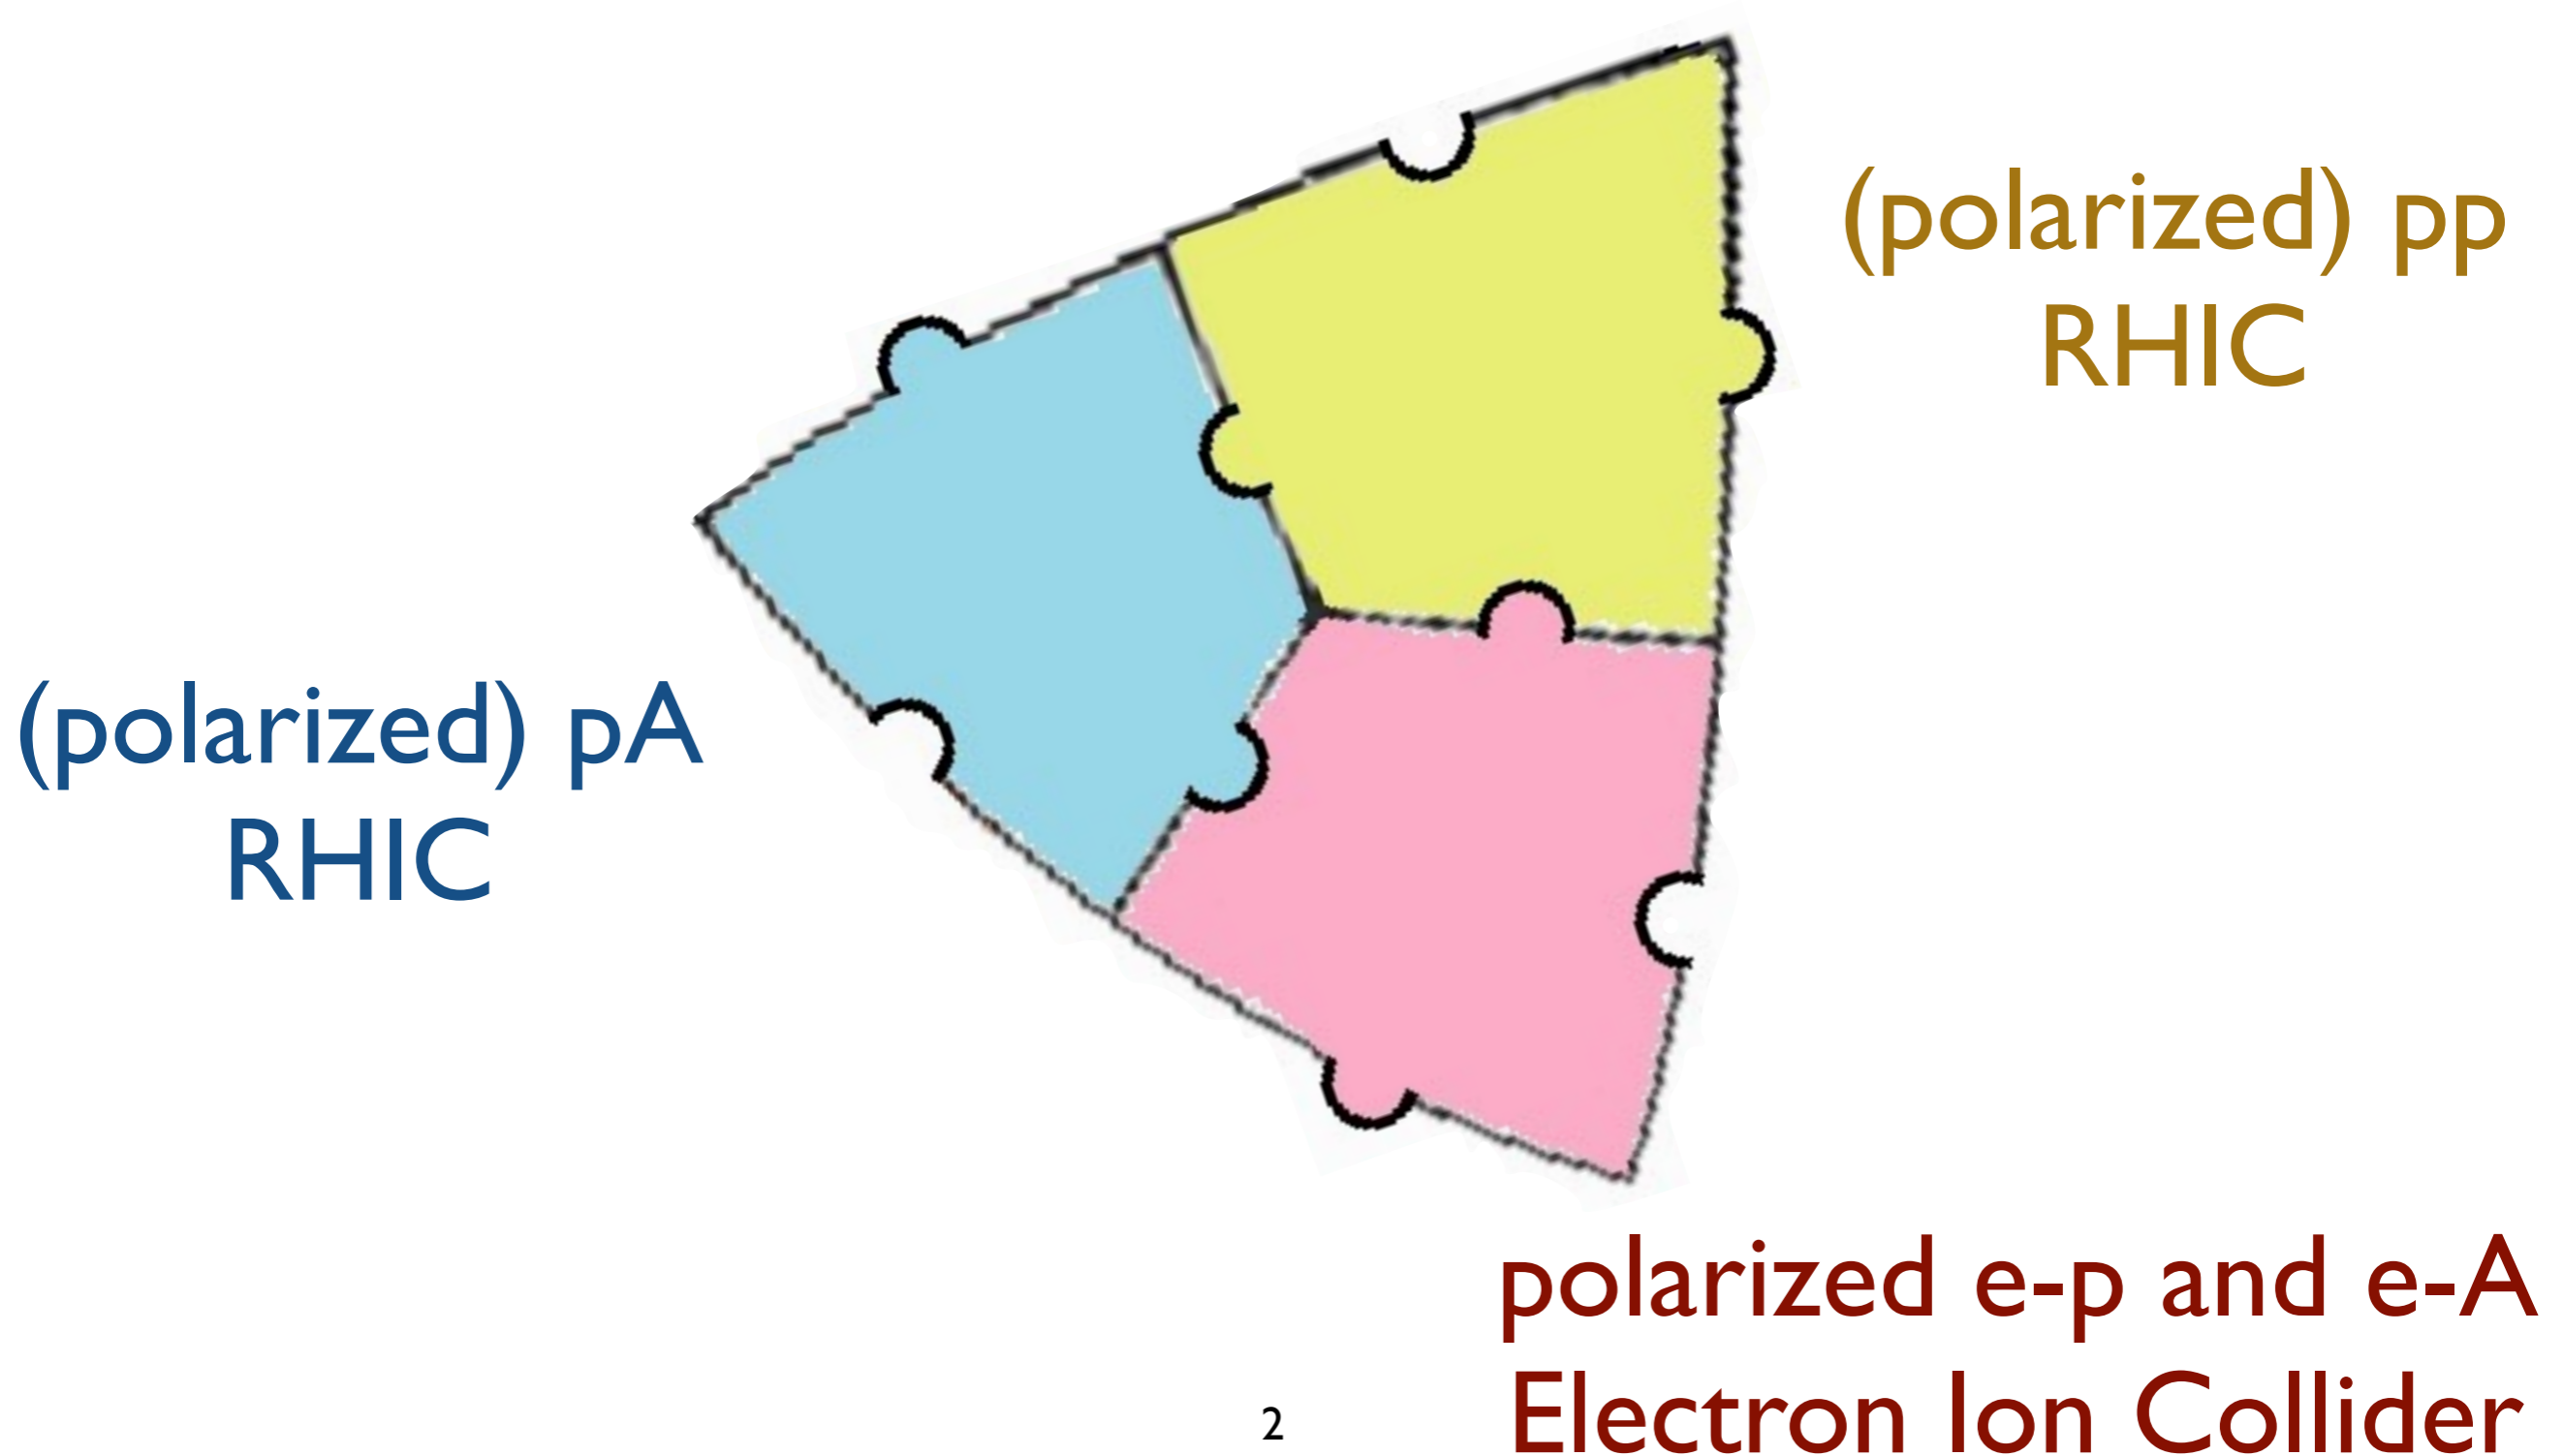 (polarized) pp
RHIC
(polarized) pA
RHIC
polarized e-p and e-A
Electron Ion Collider
2